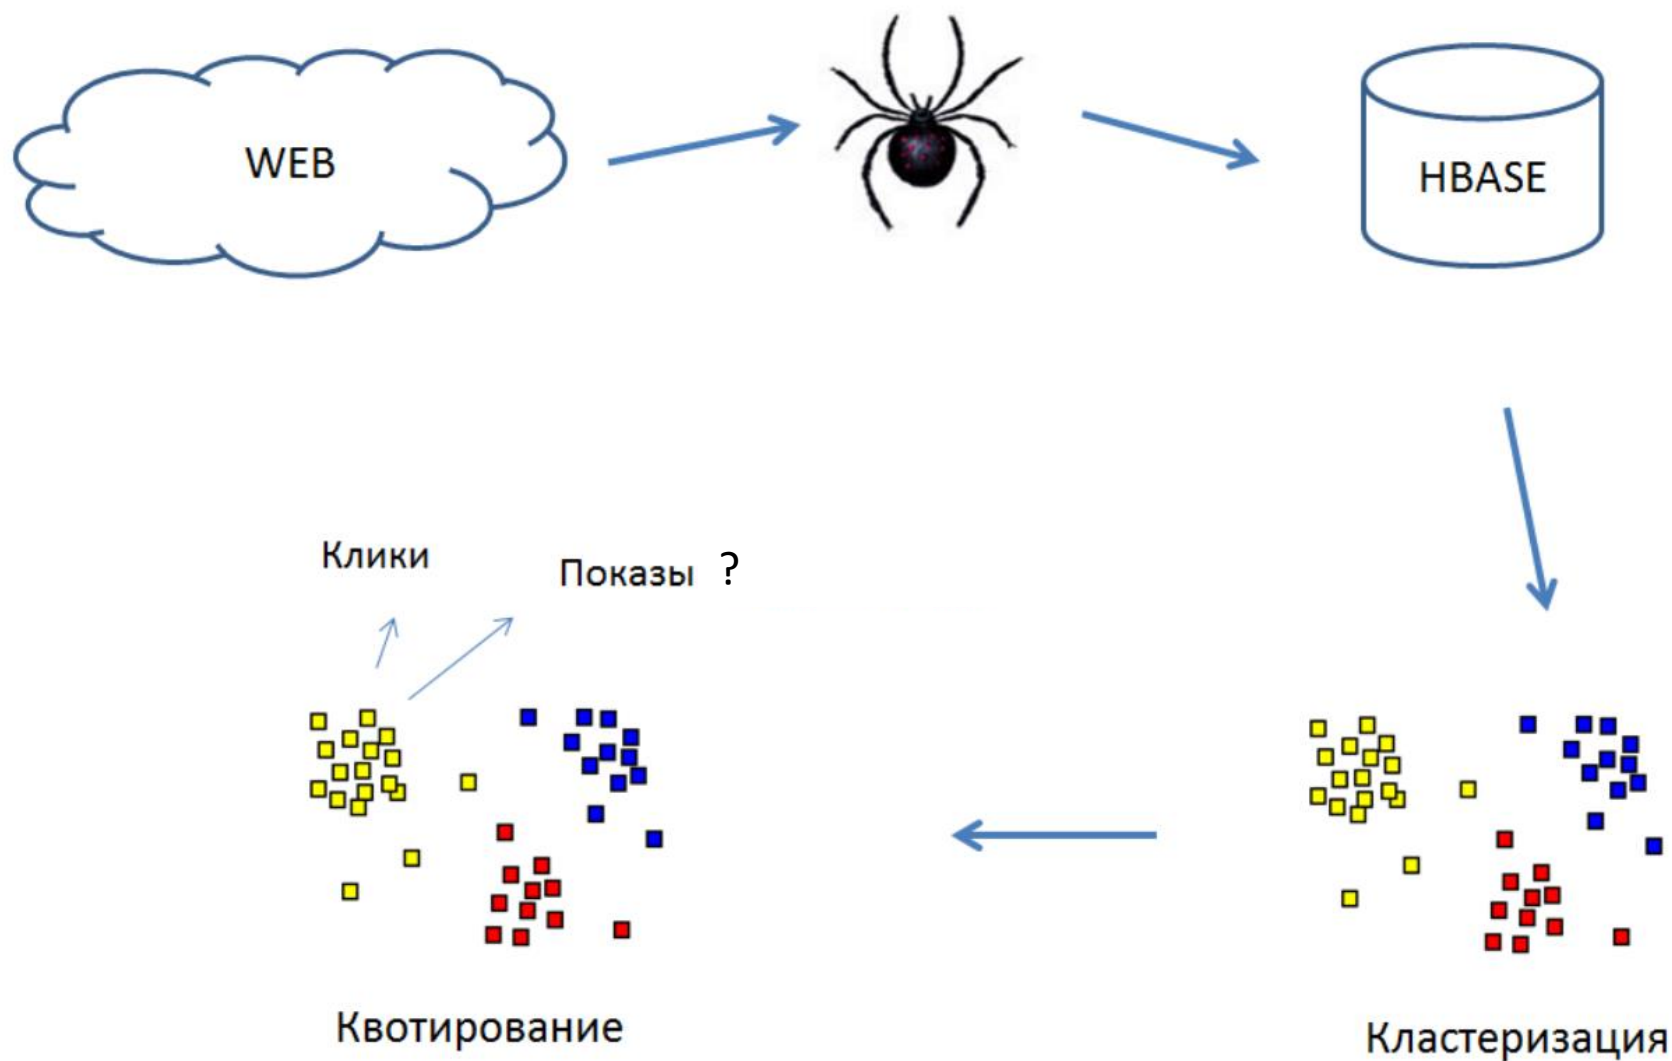 WEB
HBASE
Клики
Показы ?
Квотирование
Кластеризация